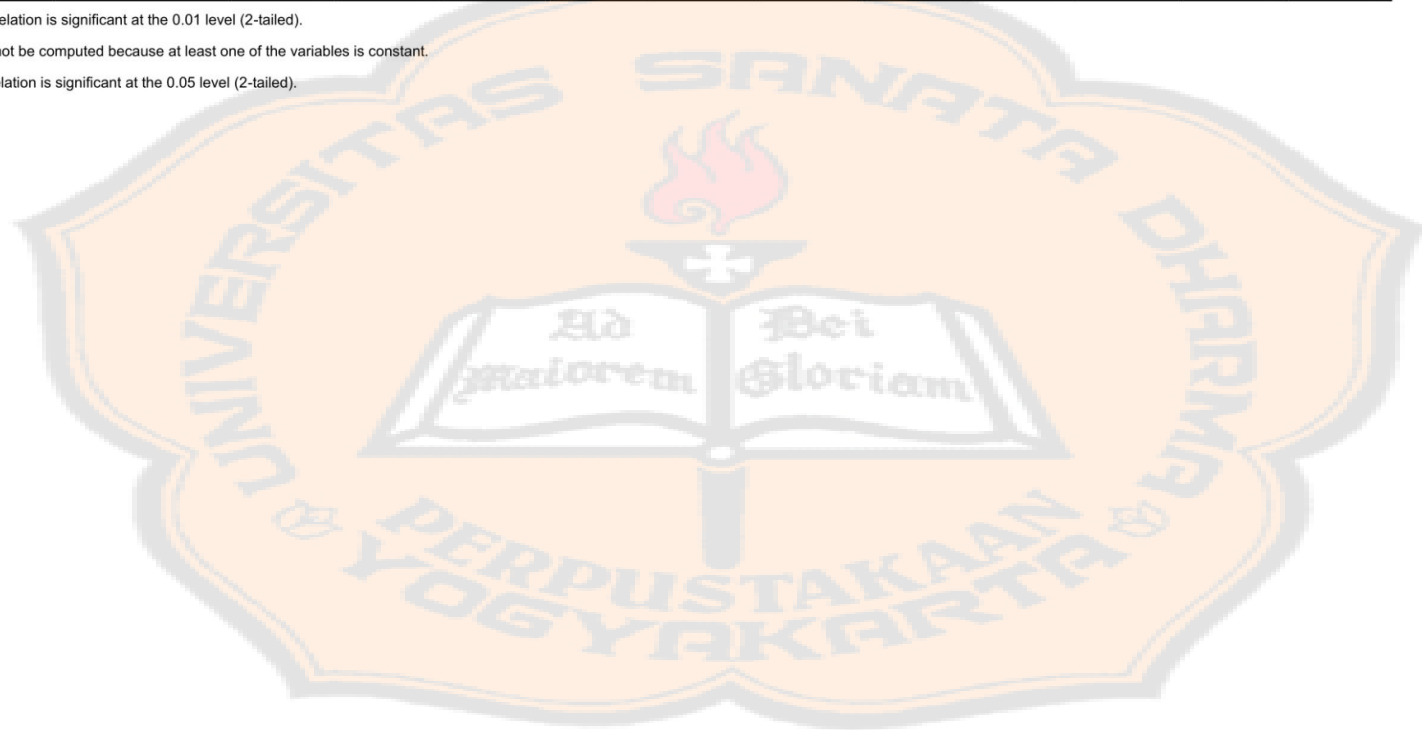 elation is significant at the 0.01 level (2-tailed).
not be computed because at least one of the variables is constant.
elation is significant at the 0.05 level (2-tailed).
UNIVERSITAS SANATA DHARMA
Ad Dei
Maiorem Gloriam
PERPUSTAKAAN
YOGYAKARTA